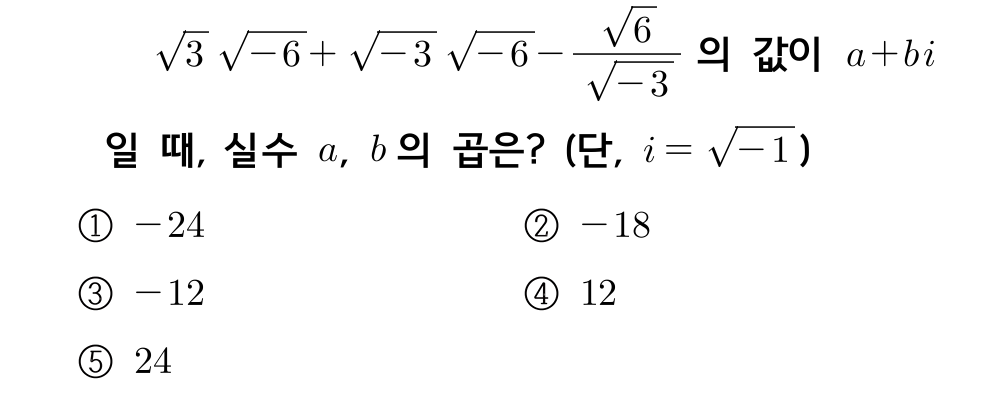 √3 √−6 + √−3 √−6 − √6/√−3 의 값이 a+bi
일 때, 실수 a, b의 곱은? (단, i = √−1)
① −24 ② −18
③ −12 ④ 12
⑤ 24